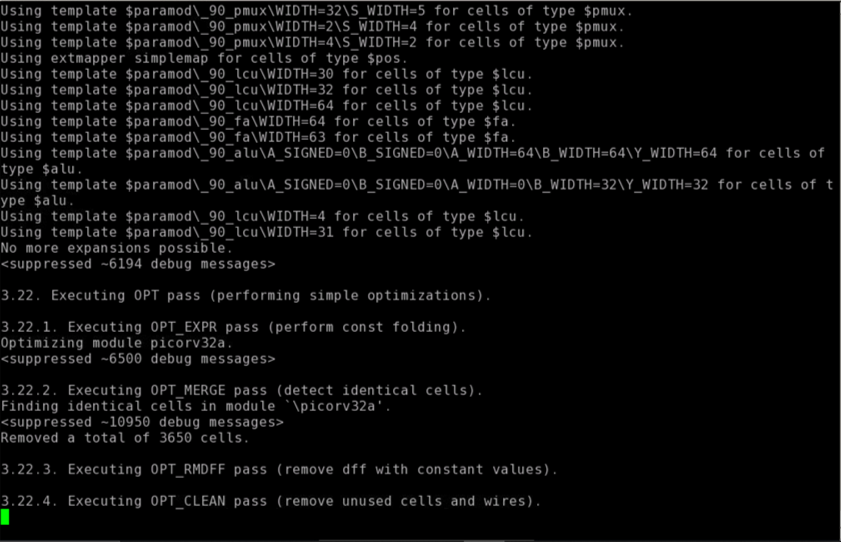 Using template $paramod\_90_pmux\WIDTH=32\S_WIDTH=5 for cells of type $pmux.
Using template $paramod\_90_pmux\WIDTH=2\S_WIDTH=4 for cells of type $pmux.
Using template $paramod\_90_pmux\WIDTH=4\S_WIDTH=2 for cells of type $pmux.
Using extmapper simplemap for cells of type $pos.
Using template $paramod\_90_lcu\WIDTH=30 for cells of type $lcu.
Using template $paramod\_90_lcu\WIDTH=32 for cells of type $lcu.
Using template $paramod\_90_lcu\WIDTH=64 for cells of type $lcu.
Using template $paramod\_90_fa\WIDTH=64 for cells of type $fa.
Using template $paramod\_90_fa\WIDTH=63 for cells of type $fa.
Using template $paramod\_90_alu\A_SIGNED=0\B_SIGNED=0\A_WIDTH=64\B_WIDTH=64\Y_WIDTH=64 for cells of
type $alu.
Using template $paramod\_90_alu\A_SIGNED=0\B_SIGNED=0\A_WIDTH=0\B_WIDTH=32\Y_WIDTH=32 for cells of t
ype $alu.
Using template $paramod\_90_lcu\WIDTH=4 for cells of type $lcu.
Using template $paramod\_90_lcu\WIDTH=31 for cells of type $lcu.
No more expansions possible.
<suppressed ~6194 debug messages>
3.22. Executing OPT pass (performing simple optimizations).
3.22.1. Executing OPT_EXPR pass (perform const folding).
Optimizing module picorv32a.
<suppressed ~6500 debug messages>
3.22.2. Executing OPT_MERGE pass (detect identical cells).
Finding identical cells in module `\picorv32a'.
<suppressed ~10950 debug messages>
Removed a total of 3650 cells.
3.22.3. Executing OPT_RMDFF pass (remove dff with constant values).
3.22.4. Executing OPT_CLEAN pass (remove unused cells and wires).